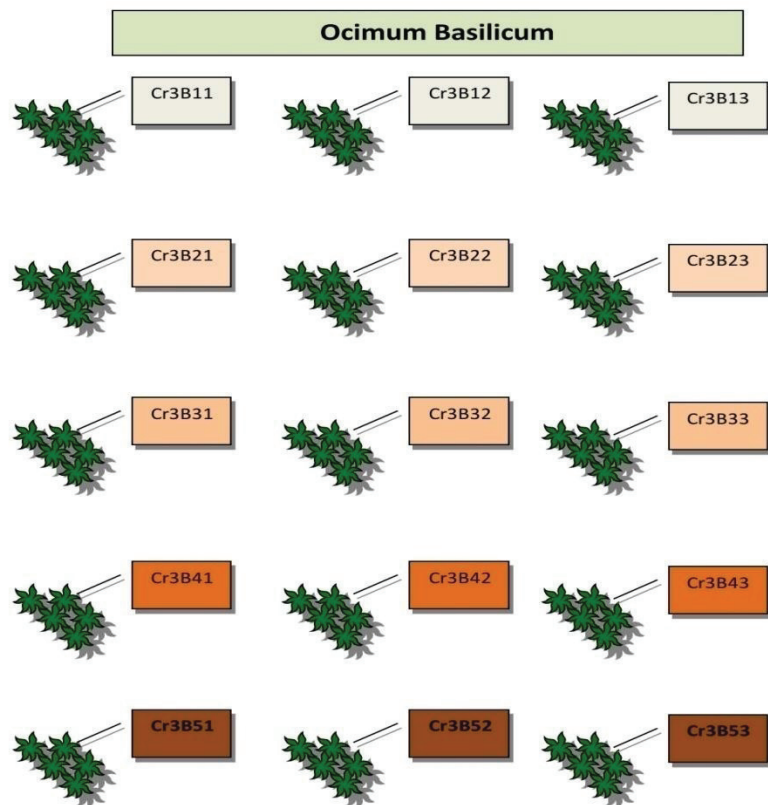 Ocimum Basilicum
Cr3B11 Cr3B12 Cr3B13
Cr3B21 Cr3B22 Cr3B23
Cr3B31 Cr3B32 Cr3B33
Cr3B41 Cr3B42 Cr3B43
Cr3B51 Cr3B52 Cr3B53